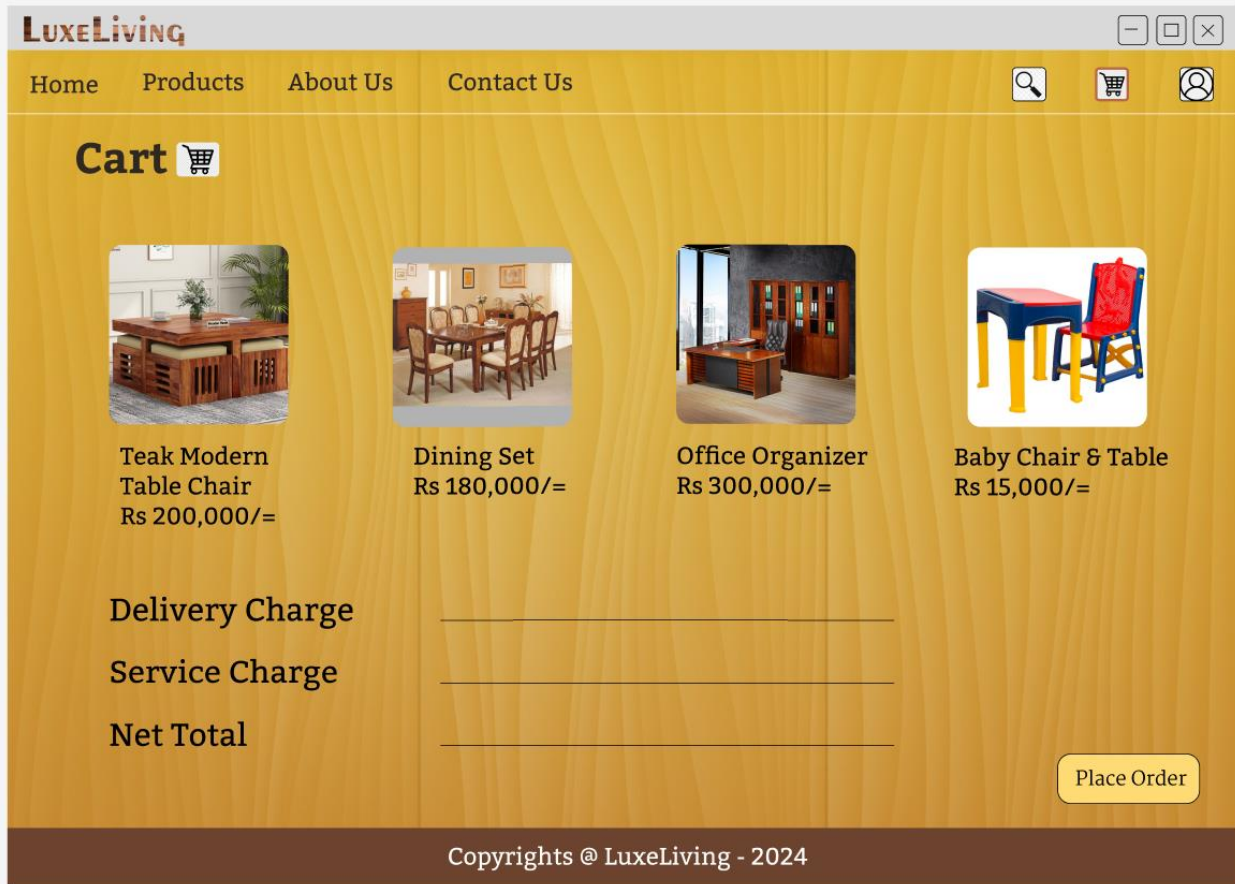 LUXELIVING
Home Products About Us Contact Us
Cart
Teak Modern
Table Chair
Rs 200,000/=
Dining Set
Rs 180,000/=
Office Organizer
Rs 300,000/=
Baby Chair & Table
Rs 15,000/=
Delivery Charge
Service Charge
Net Total
Place Order
Copyrights @ LuxeLiving - 2024